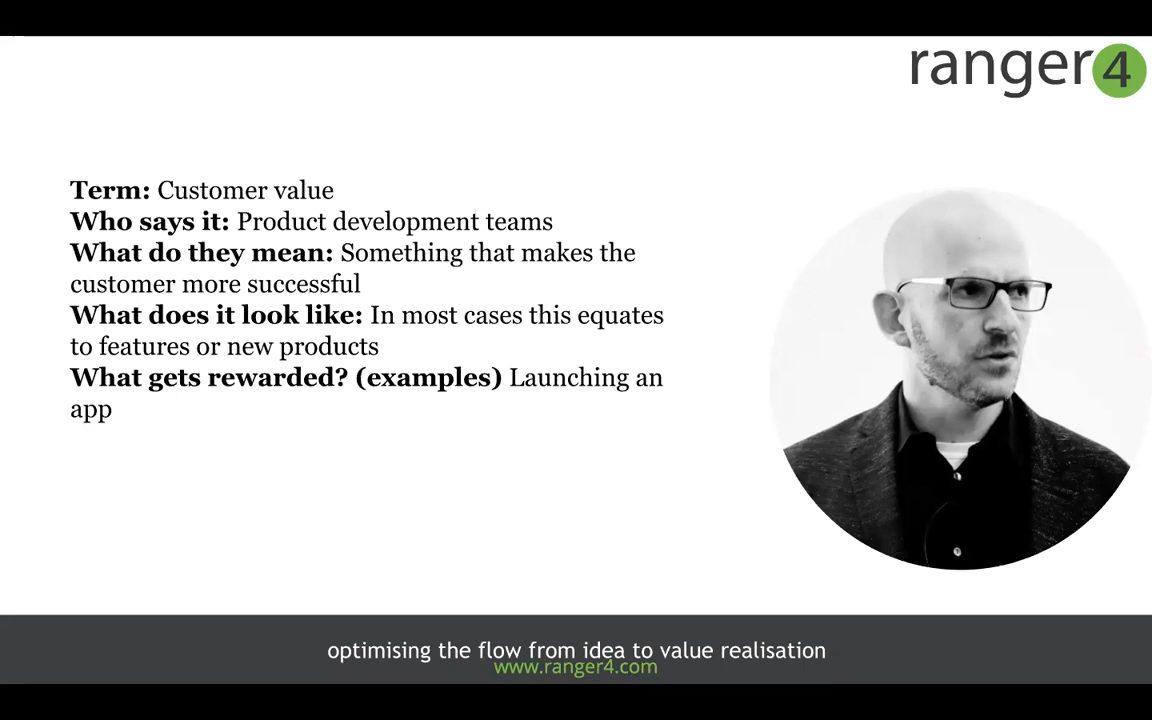 ranger4
Term: Customer value
Who says it: Product development teams
What do they mean: Something that makes the
customer more successful
What does it look like: In most cases this equates
to features or new products
What gets rewarded? (examples) Launching an
app
optimising the flow from idea to value realisation
www.ranger4.com